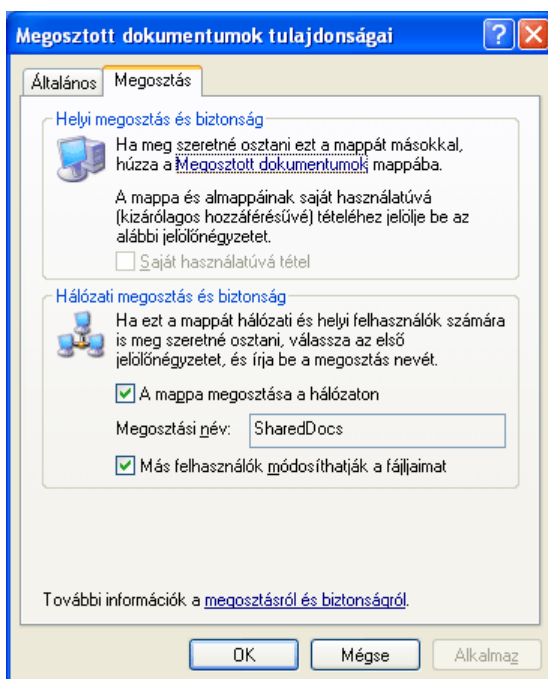 Megosztott dokumentumok tulajdonságai
Általános
Megosztás
Helyi megosztás és biztonság
Ha meg szeretné osztani ezt a mappát másokkal,
húzza a Megosztott dokumentumok mappába.
A mappa és almappáinak saját használatúvá
(kizárólagos hozzáférésűvé) tételéhez jelölje be az
alábbi jelölőnégyzetet.
Saját használatúvá tétel
Hálózati megosztás és biztonság
Ha ezt a mappát hálózati és helyi felhasználók számára
is meg szeretné osztani, válassza az első
jelölőnégyzetet, és írja be a megosztás nevét.
A mappa megosztása a hálózaton
Megosztási név: SharedDocs
Más felhasználók módosíthatják a fájljaimat
További információk a megosztásról és biztonságról.
OK Mégse Alkalmaz